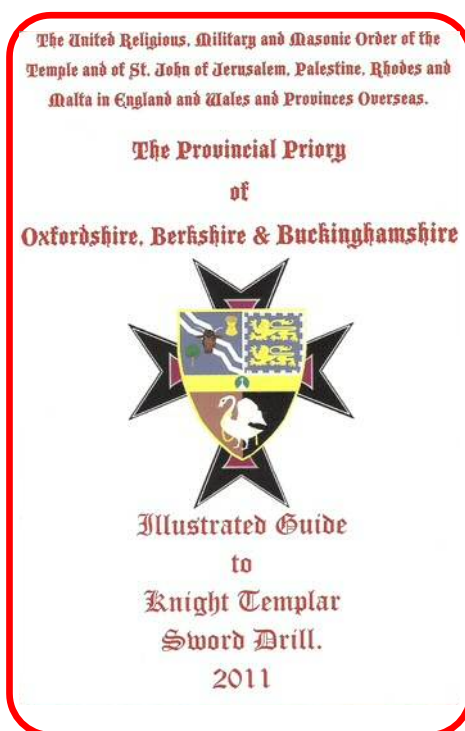 The United Religious, Military and Masonic Order of the
Temple and of St. John of Jerusalem, Palestine, Rhodes and
Malta in England and Wales and Provinces Overseas.
The Provincial Priory
of
Oxfordshire, Berkshire & Buckinghamshire
Illustrated Guide
to
Knight Templar
Sword Drill.
2011